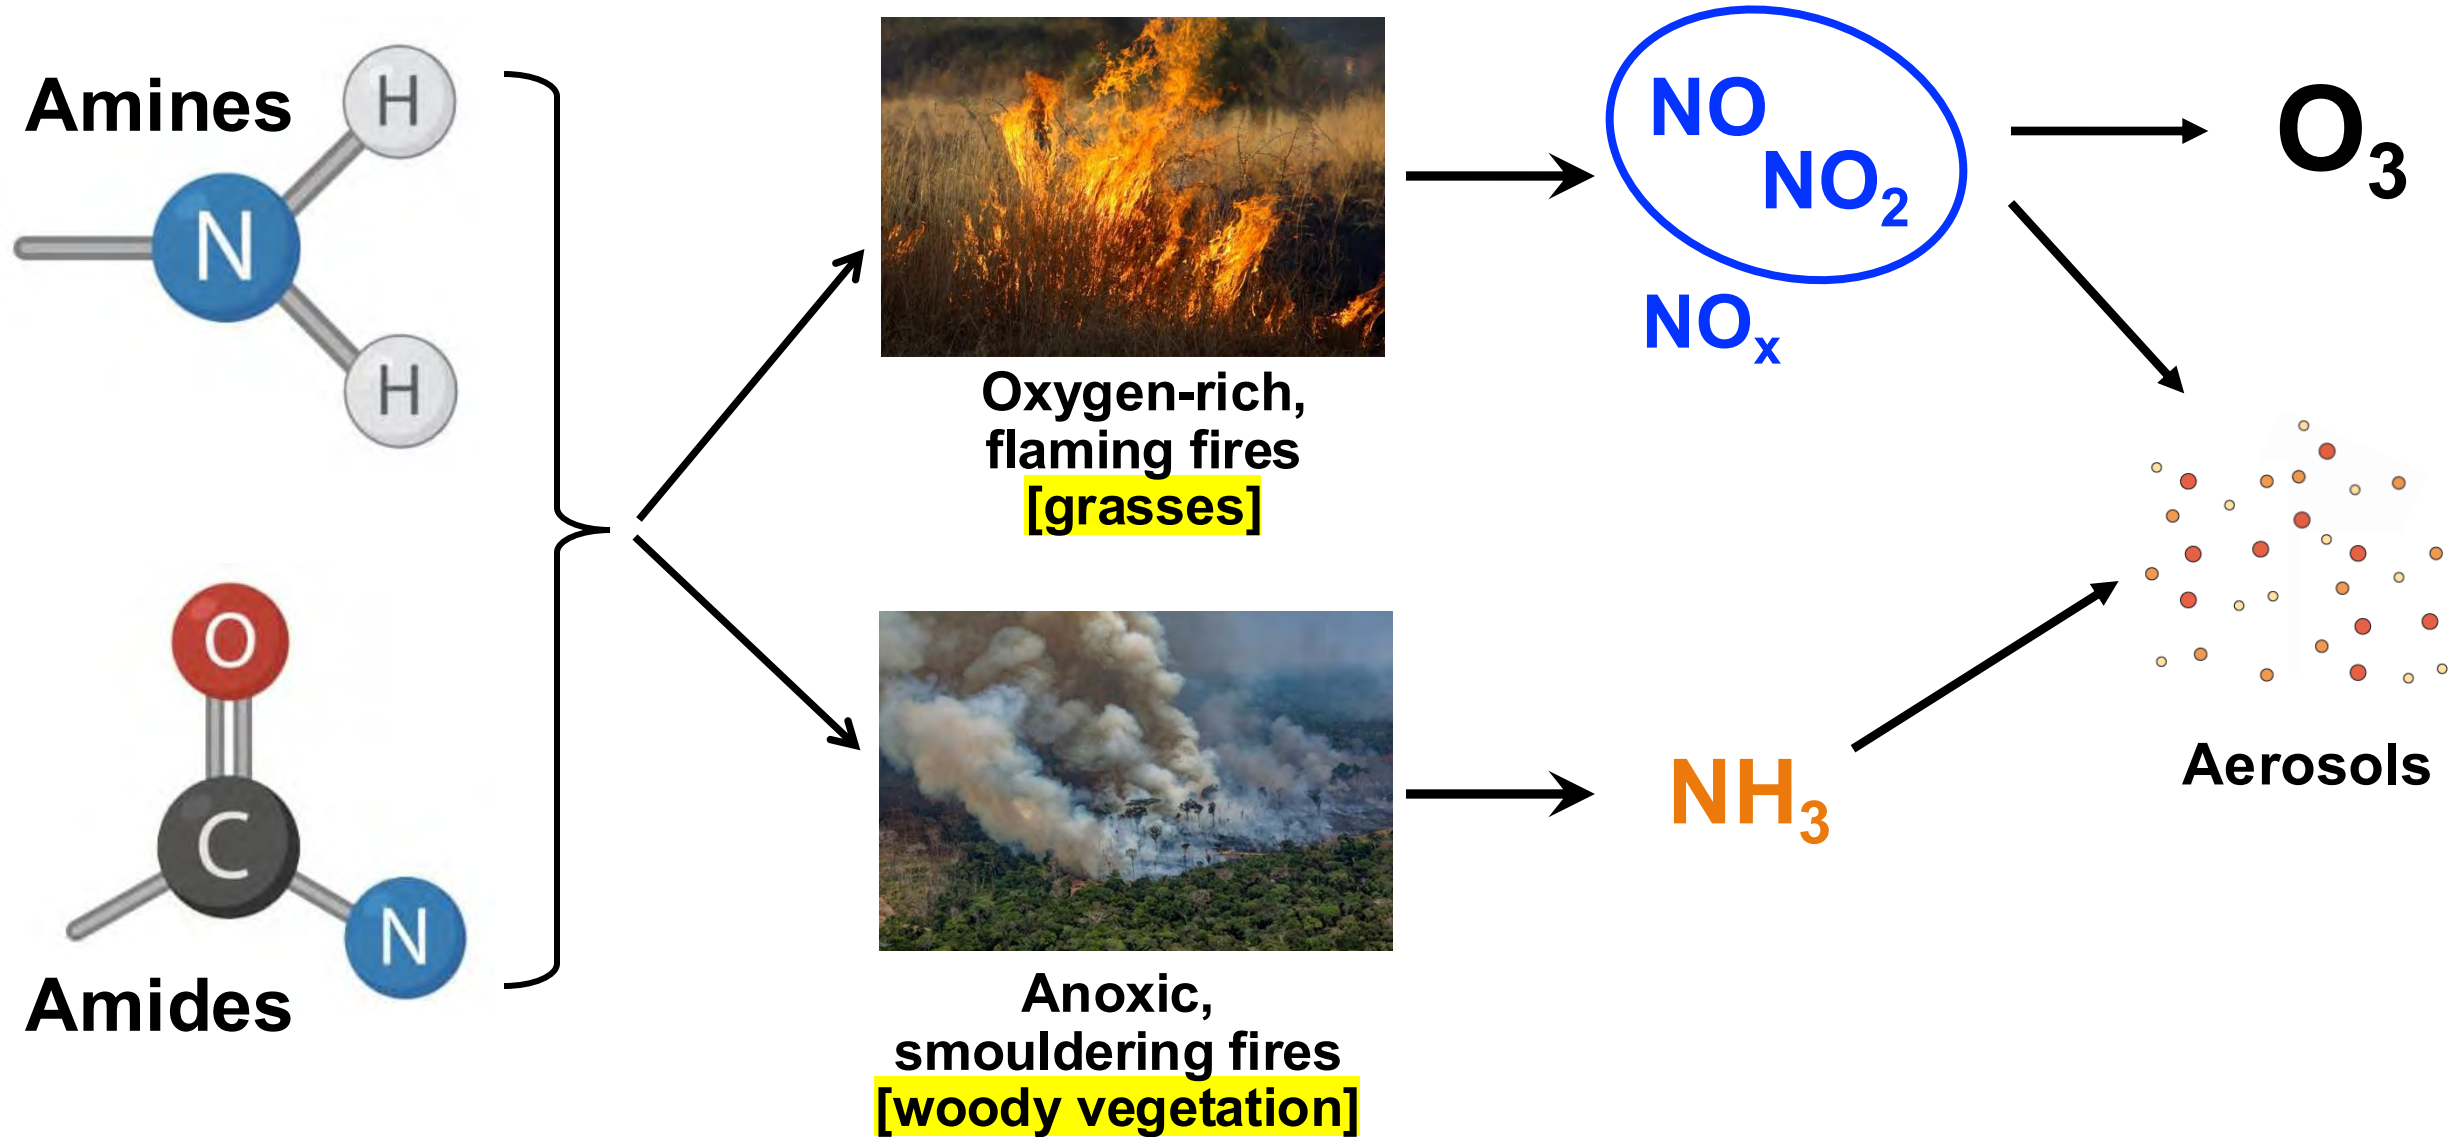 Amines
H
N
H
O
C
N
Amides
Oxygen-rich,
flaming fires
[grasses]
Anoxic,
smouldering fires
[woody vegetation]
NO
NO₂
NOₓ
NH₃
O₃
Aerosols